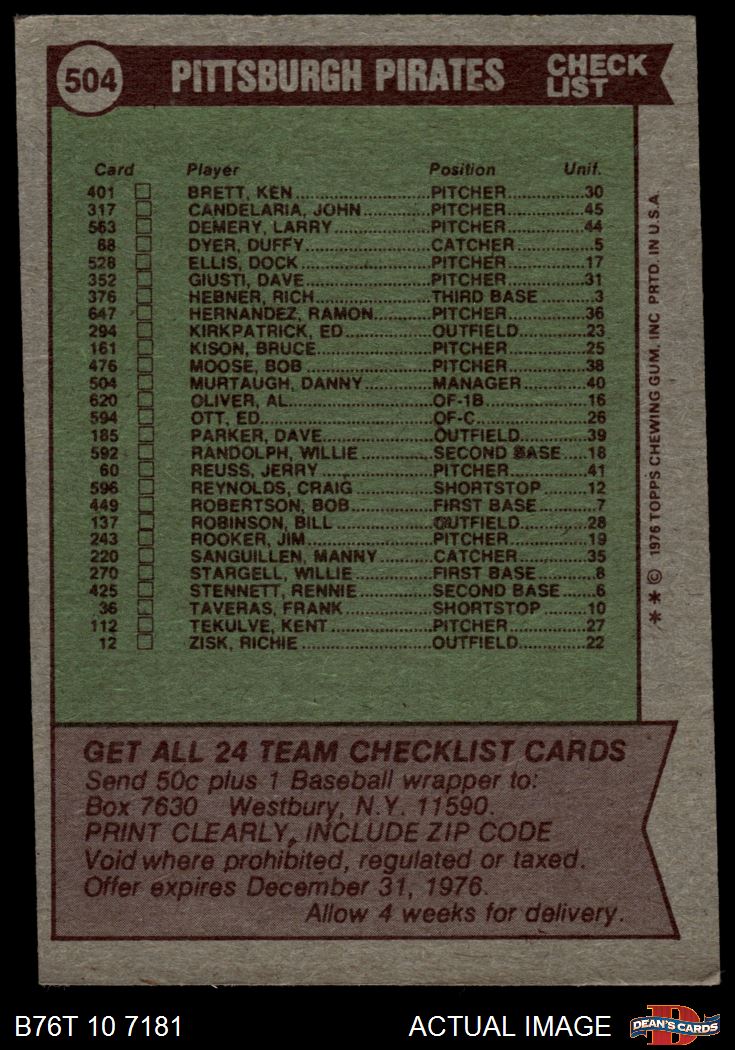 504 PITTSBURGH PIRATES CHECK LIST
Card Player Position Unif.
401 BRETT, KEN PITCHER 30
317 CANDELARIA, JOHN PITCHER 45
563 DEMERY, LARRY PITCHER 44
88 DYER, DUFFY CATCHER 5
528 ELLIS, DOCK PITCHER 17
352 GIUSTI, DAVE PITCHER 31
376 HEBNER, RICH THIRD BASE 3
647 HERNANDEZ, RAMON PITCHER 36
294 KIRKPATRICK, ED OUTFIELD 23
161 KISON, BRUCE PITCHER 25
476 MOOSE, BOB PITCHER 38
504 MURTAUGH, DANNY MANAGER 40
620 OLIVER, AL OF-1B 16
594 OTT, ED OF-C 26
185 PARKER, DAVE OUTFIELD 39
592 RANDOLPH, WILLIE SECOND BASE 18
60 REUSS, JERRY PITCHER 41
596 REYNOLDS, CRAIG SHORTSTOP 12
449 ROBERTSON, BOB FIRST BASE 7
137 ROBINSON, BILL OUTFIELD 28
243 ROOKER, JIM PITCHER 19
220 SANGUILLEN, MANNY CATCHER 35
270 STARGELL, WILLIE FIRST BASE 8
425 STENNETT, RENNIE SECOND BASE 6
36 TAVERAS, FRANK SHORTSTOP 10
112 TEKULVE, KENT PITCHER 27
12 ZISK, RICHIE OUTFIELD 22
** © 1976 TOPPS CHEWING GUM, INC PRTD. IN U.S.A.
GET ALL 24 TEAM CHECKLIST CARDS
Send 50c plus 1 Baseball wrapper to:
Box 7630 Westbury, N.Y. 11590.
PRINT CLEARLY, INCLUDE ZIP CODE
Void where prohibited, regulated or taxed.
Offer expires December 31, 1976.
Allow 4 weeks for delivery.
B76T 10 7181 ACTUAL IMAGE D DEAN'S CARDS